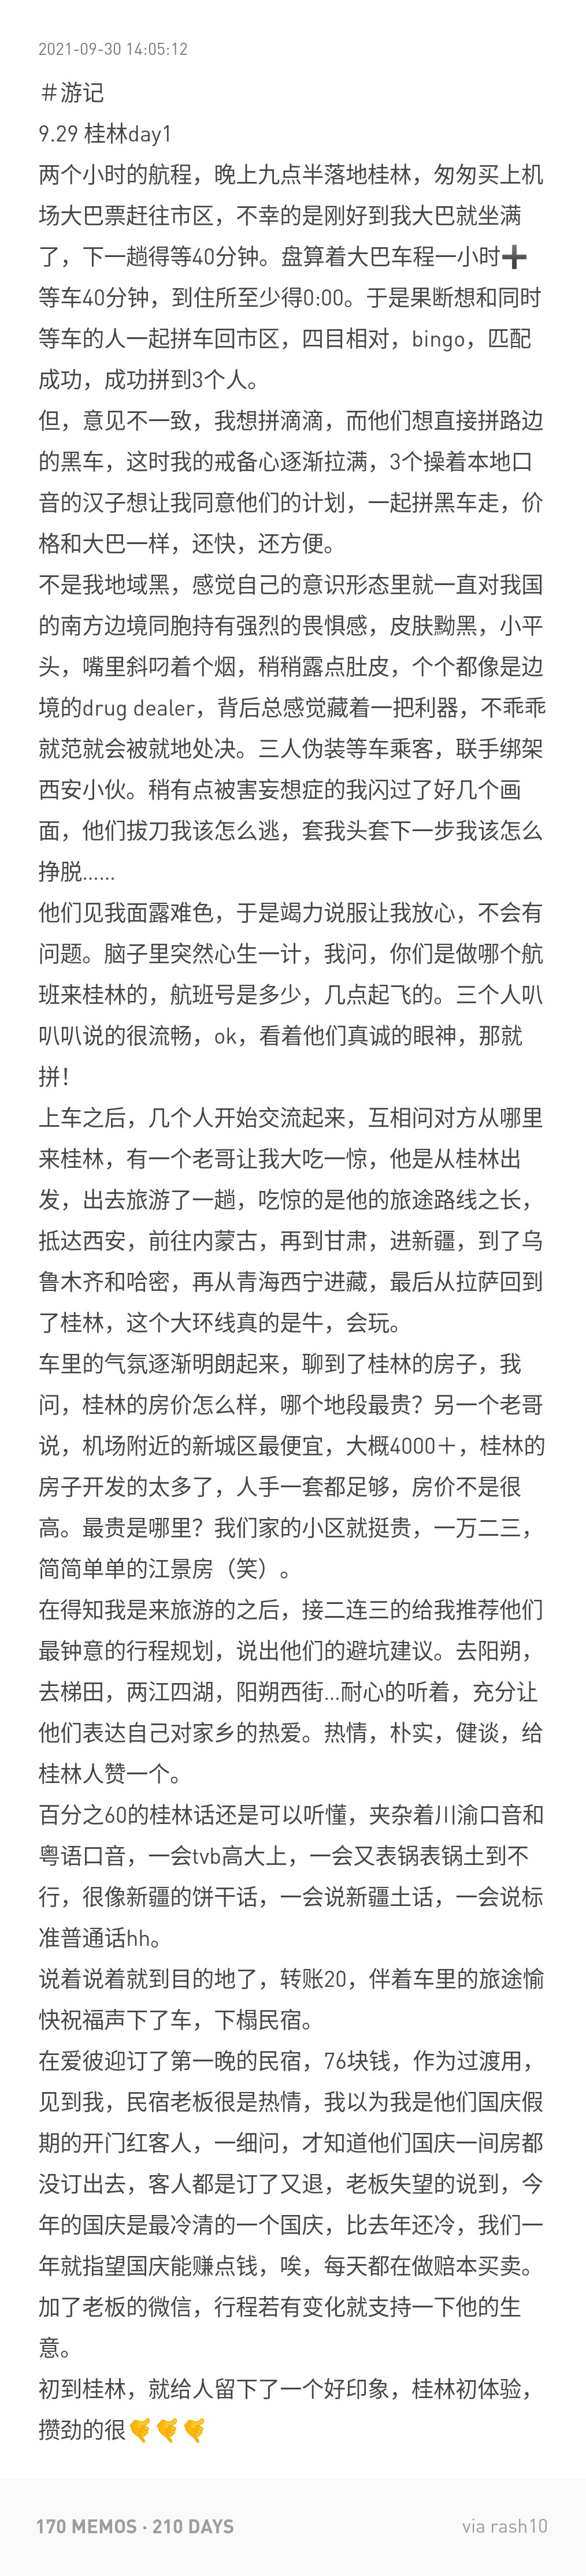 2021-09-30 14:05:12
#游记
9.29 桂林day1
两个小时的航程，晚上九点半落地桂林，匆匆买上机
场大巴票赶往市区，不幸的是刚好到我大巴就坐满
了，下一趟得等40分钟。盘算着大巴车程一小时➕
等车40分钟，到住所至少得0:00。于是果断想和同时
等车的人一起拼车回市区，四目相对，bingo，匹配
成功，成功拼到3个人。
但，意见不一致，我想拼滴滴，而他们想直接拼路边
的黑车，这时我的戒备心逐渐拉满，3个操着本地口
音的汉子想让我同意他们的计划，一起拼黑车走，价
格和大巴一样，还快，还方便。
不是我地域黑，感觉自己的意识形态里就一直对我国
的南方边境同胞持有强烈的畏惧感，皮肤黝黑，小平
头，嘴里斜叼着个烟，稍稍露点肚皮，个个都像是边
境的drug dealer，背后总感觉藏着一把利器，不乖乖
就范就会被就地处决。三人伪装等车乘客，联手绑架
西安小伙。稍有点被害妄想症的我闪过了好几个画
面，他们拔刀我该怎么逃，套我头套下一步我该怎么
挣脱……
他们见我面露难色，于是竭力说服让我放心，不会有
问题。脑子里突然心生一计，我问，你们是做哪个航
班来桂林的，航班号是多少，几点起飞的。三个人叭
叭叭说的很流畅，ok，看着他们真诚的眼神，那就
拼！
上车之后，几个人开始交流起来，互相问对方从哪里
来桂林，有一个老哥让我大吃一惊，他是从桂林出
发，出去旅游了一趟，吃惊的是他的旅途路线之长，
抵达西安，前往内蒙古，再到甘肃，进新疆，到了乌
鲁木齐和哈密，再从青海西宁进藏，最后从拉萨回到
了桂林，这个大环线真的是牛，会玩。
车里的气氛逐渐明朗起来，聊到了桂林的房子，我
问，桂林的房价怎么样，哪个地段最贵？另一个老哥
说，机场附近的新城区最便宜，大概4000＋，桂林的
房子开发的太多了，人手一套都足够，房价不是很
高。最贵是哪里？我们家的小区就挺贵，一万二三，
简简单单的江景房（笑）。
在得知我是来旅游的之后，接二连三的给我推荐他们
最钟意的行程规划，说出他们的避坑建议。去阳朔，
去梯田，两江四湖，阳朔西街...耐心的听着，充分让
他们表达自己对家乡的热爱。热情，朴实，健谈，给
桂林人赞一个。
百分之60的桂林话还是可以听懂，夹杂着川渝口音和
粤语口音，一会tvb高大上，一会又表锅表锅土到不
行，很像新疆的饼干话，一会说新疆土话，一会说标
准普通话hh。
说着说着就到目的地了，转账20，伴着车里的旅途愉
快祝福声下了车，下榻民宿。
在爱彼迎订了第一晚的民宿，76块钱，作为过渡用，
见到我，民宿老板很是热情，我以为我是他们国庆假
期的开门红客人，一细问，才知道他们国庆一间房都
没订出去，客人都是订了又退，老板失望的说到，今
年的国庆是最冷清的一个国庆，比去年还冷，我们一
年就指望国庆能赚点钱，唉，每天都在做赔本买卖。
加了老板的微信，行程若有变化就支持一下他的生
意。
初到桂林，就给人留下了一个好印象，桂林初体验，
攒劲的很🤙🤙🤙
170 MEMOS · 210 DAYS
via rash10